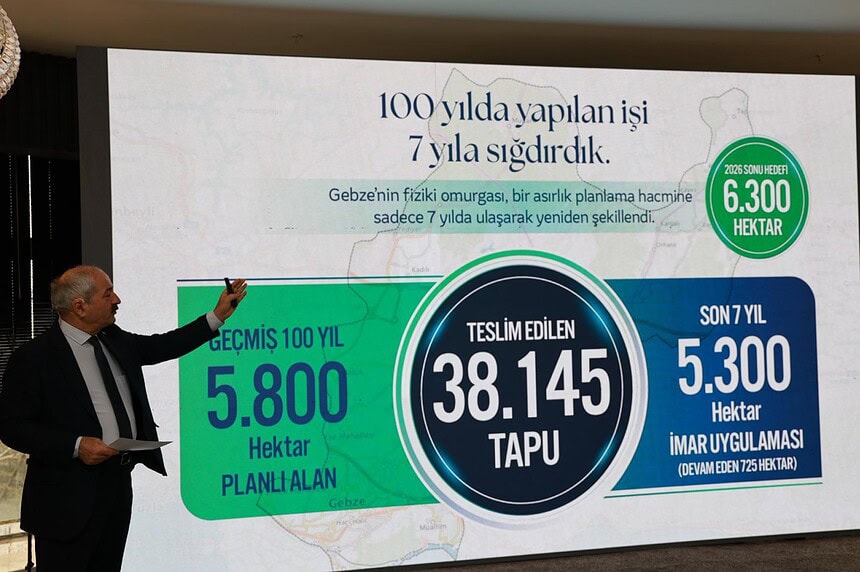 100 yılda yapılan işi
7 yıla sığdırdık.
Gebze'nin fiziki omurgası, bir asırlık planlama hacmine
sadece 7 yılda ulaşarak yeniden şekillendi.
2026 SONU HEDEFİ
6.300
HEKTAR
GEÇMİŞ 100 YIL
5.800
Hektar
PLANLI ALAN
TESLİM EDİLEN
38.145
TAPU
SON 7 YIL
5.300
Hektar
İMAR UYGULAMASI
(DEVAM EDEN 725 HEKTAR)
Gebze
Muallim